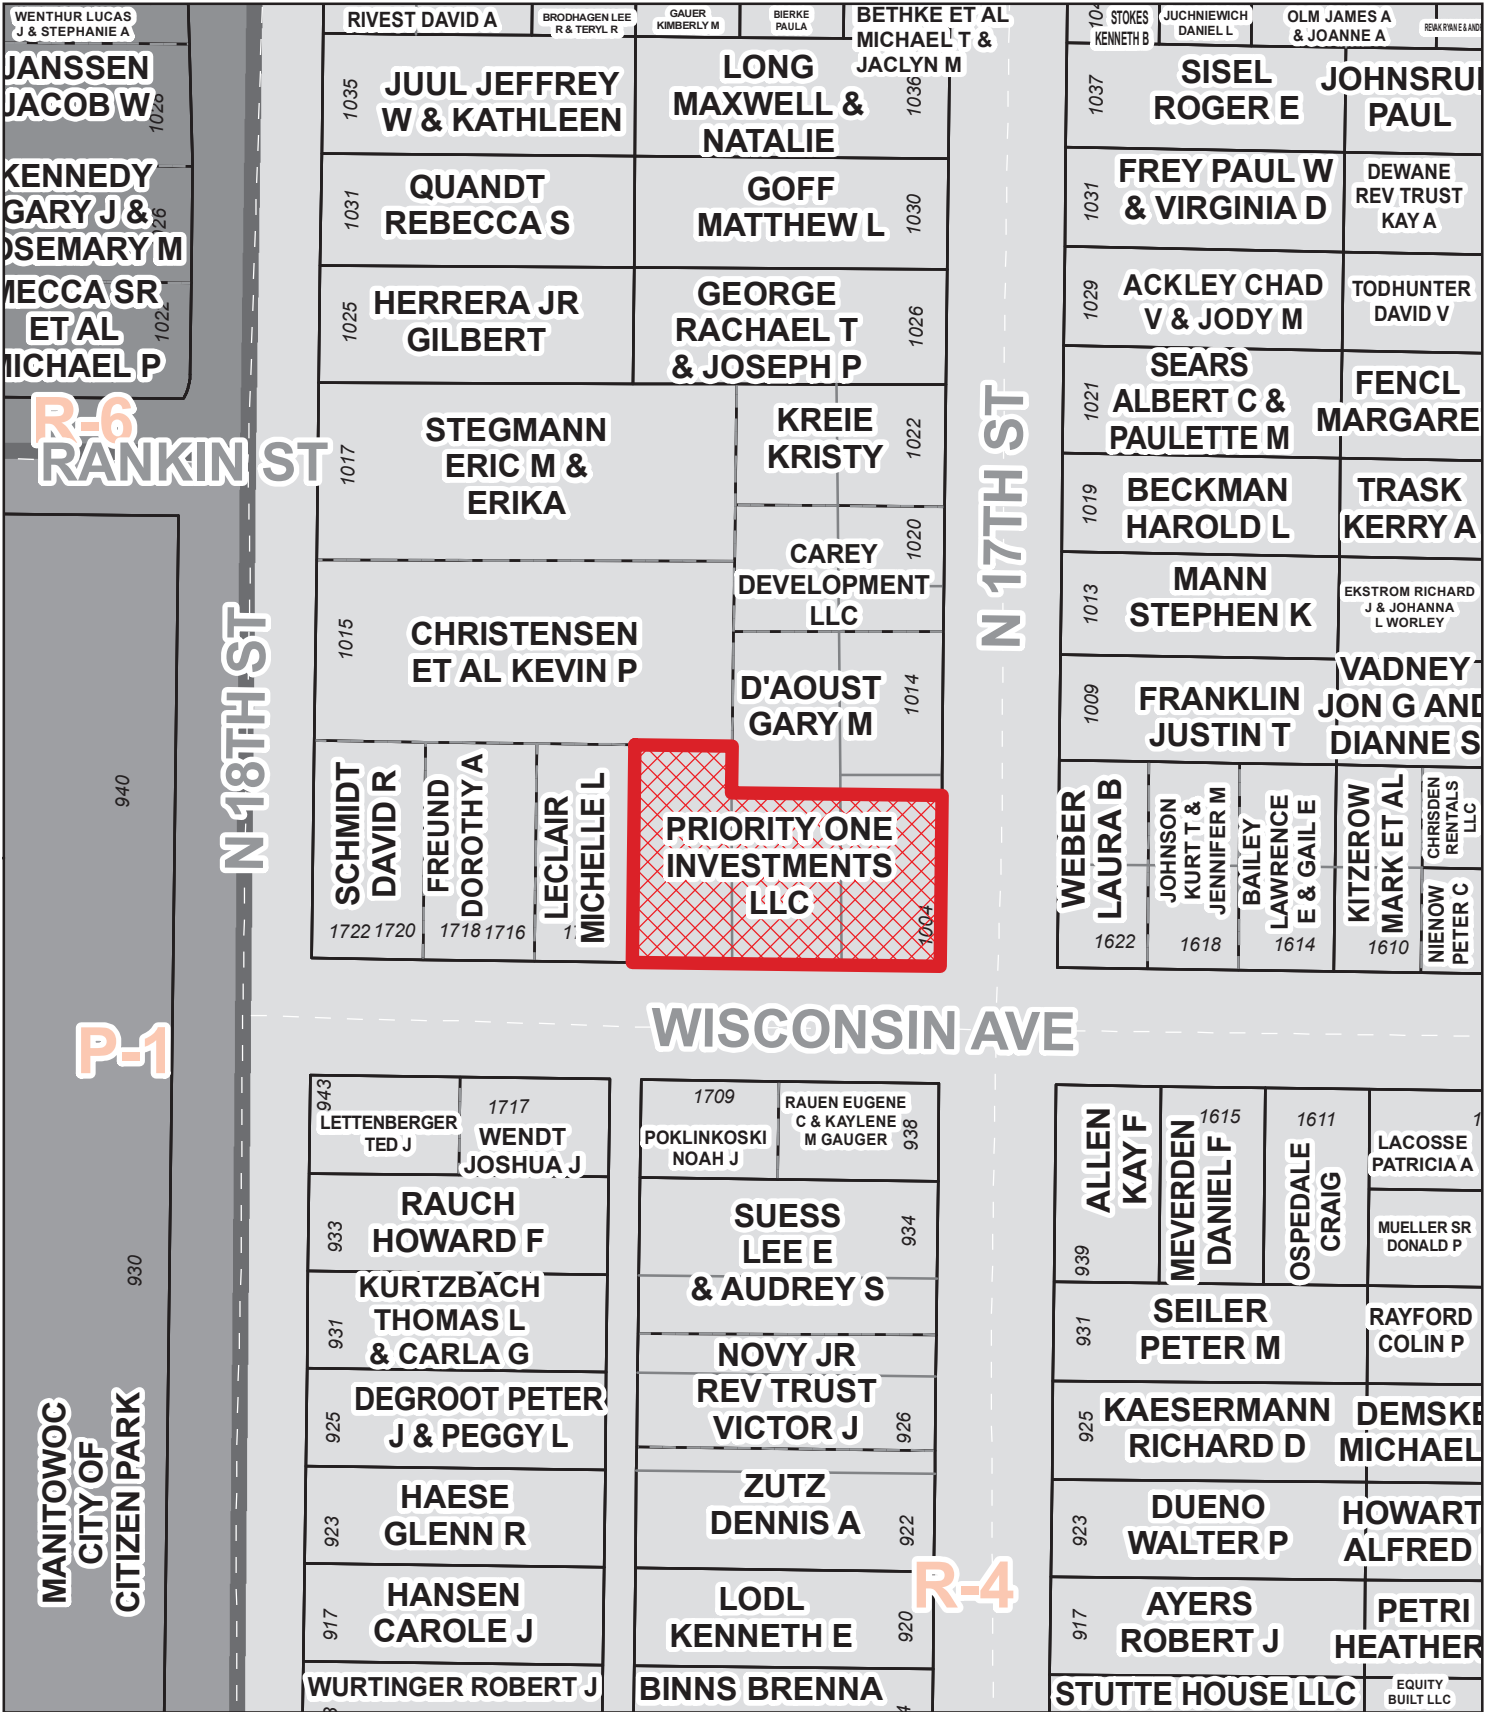 WENTHUR LUCAS
J & STEPHANIE A
RIVEST DAVID A
BRODHAGEN LEE
R & TERYL R
GAUER
KIMBERLY M
BIERKE
PAULA
BETHKE ET AL
MICHAEL T &
JACLYN M
STOKES
KENNETH B
JUCHNIEWICH
DANIEL L
OLM JAMES A
& JOANNE A
JANSSEN
JACOB W
1035
JUUL JEFFREY
W & KATHLEEN
LONG
MAXWELL &
NATALIE
1036
1037
SISEL
ROGER E
JOHNSRU
PAUL
KENNEDY
GARY J &
OSEMARY M
1031
QUANDT
REBECCA S
GOFF
MATTHEW L
1030
1031
FREY PAUL W
& VIRGINIA D
DEWANE
REV TRUST
KAY A
MECCA SR
ET AL
MICHAEL P
1022
1025
HERRERA JR
GILBERT
GEORGE
RACHAEL T
& JOSEPH P
1026
1029
ACKLEY CHAD
V & JODY M
TODHUNTER
DAVID V
R-6
RANKIN ST
1017
STEGMANN
ERIC M &
ERIKA
KREIE
KRISTY
1022
N 17TH ST
1021
SEARS
ALBERT C &
PAULETTE M
FENCL
MARGARE
1019
BECKMAN
HAROLD L
TRASK
KERRY A
CAREY
DEVELOPMENT
LLC
1020
1013
MANN
STEPHEN K
EKSTROM RICHARD
J & JOHANNA
L WORLEY
N 18TH ST
1015
CHRISTENSEN
ET AL KEVIN P
D'AOUST
GARY M
1014
1009
FRANKLIN
JUSTIN T
VADNEY
JON G AND
DIANNE S
940
SCHMIDT
DAVID R
1722 1720
FREUND
DOROTHY A
1718 1716
LECLAIR
MICHELLE L
PRIORITY ONE
INVESTMENTS
LLC
1004
WEBER
LAURA B
1622
JOHNSON
KURT T &
JENNIFER M
1618
BAILEY
LAWRENCE
E & GAIL E
1614
KITZEROW
MARK ET AL
1610
CHRISDEN
RENTALS
LLC
NIENOW
PETER C
WISCONSIN AVE
P-1
943
LETTENBERGER
TED J
1717
WENDT
JOSHUA J
1709
POKLINKOSKI
NOAH J
RAUEN EUGENE
C & KAYLENE
M GAUGER
938
ALLEN
KAY F
939
1615
MEVERDEN
DANIEL F
1611
OSPEDALE
CRAIG
LACOSSE
PATRICIA A
MUELLER SR
DONALD P
930
933
RAUCH
HOWARD F
SUESS
LEE E
& AUDREY S
934
931
KURTZBACH
THOMAS L
& CARLA G
931
SEILER
PETER M
RAYFORD
COLIN P
NOVY JR
REV TRUST
VICTOR J
926
925
DEGROOT PETER
J & PEGGY L
925
KAESERMANN
RICHARD D
DEMSKE
MICHAEL
MANITOWOC
CITY OF
CITIZEN PARK
923
HAESE
GLENN R
ZUTZ
DENNIS A
922
923
DUENO
WALTER P
HOWART
ALFRED
R-4
917
HANSEN
CAROLE J
LODL
KENNETH E
920
917
AYERS
ROBERT J
PETRI
HEATHER
WURTINGER ROBERT J
BINNS BRENNA
STUTTE HOUSE LLC
EQUITY
BUILT LLC